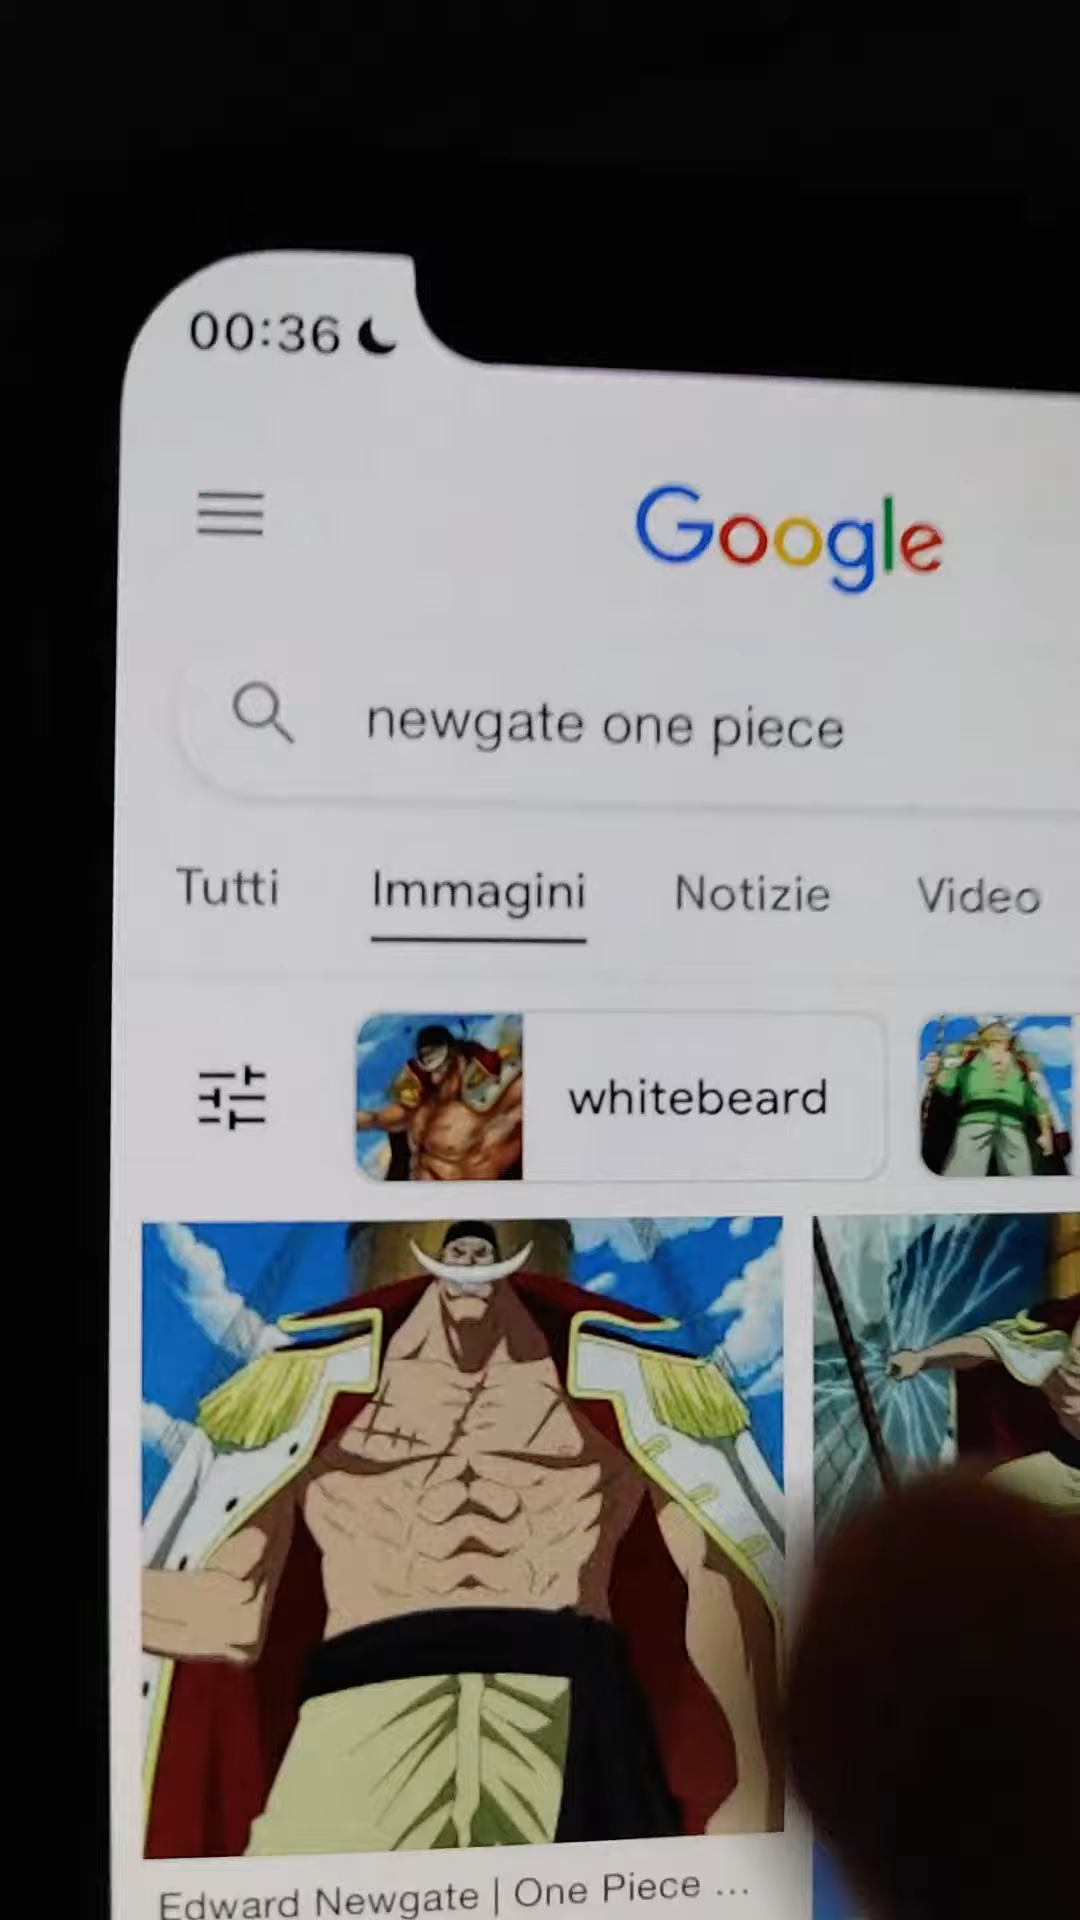 00:36
Google
newgate one piece
Tutti Immagini Notizie Video
whitebeard
Edward Newgate | One Piece ...